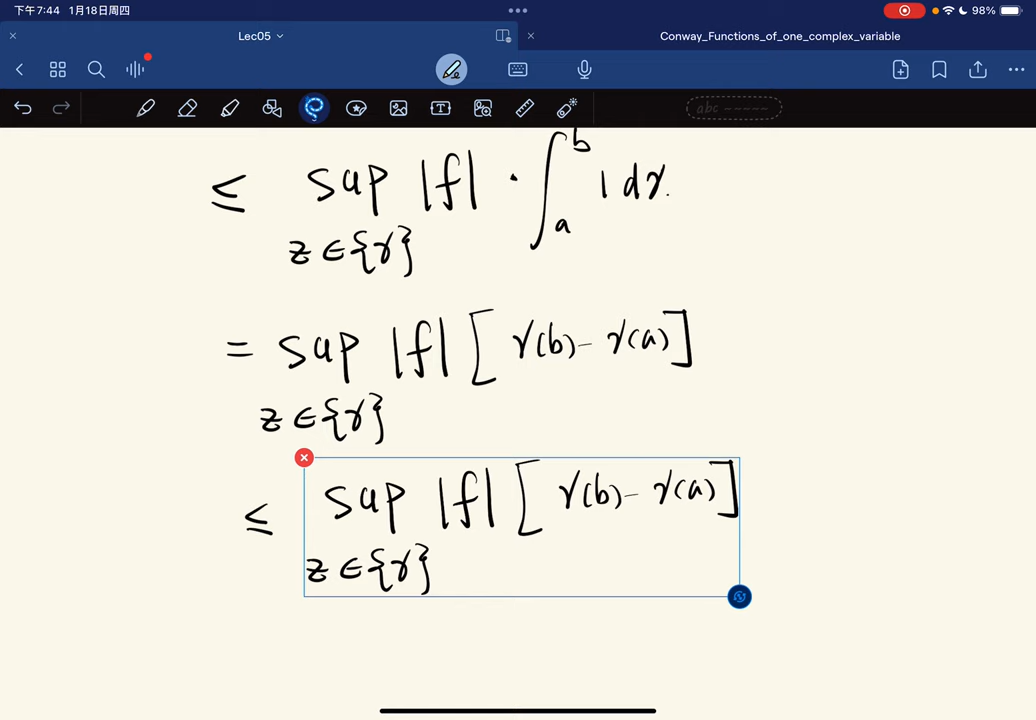 下午7:44 1月18日周四
98%
Lec05
Conway_Functions_of_one_complex_variable
abc
≤ sup |f| · ∫_a^b 1 dγ.
z ∈ {γ}
= sup |f| [ γ(b) - γ(a) ]
z ∈ {γ}
≤ sup |f| [ γ(b) - γ(a) ]
z ∈ {γ}